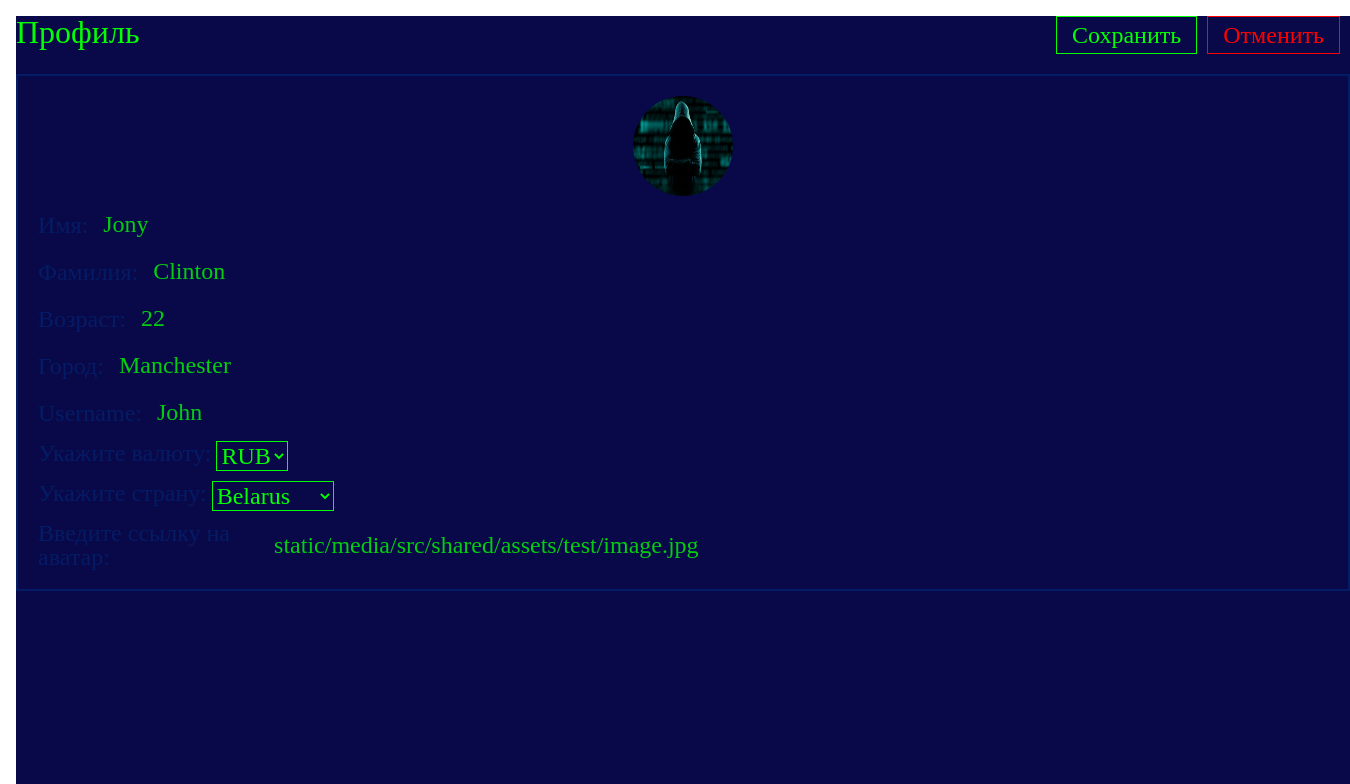 Профиль
Сохранить Отменить
Имя: Jony
Фамилия: Clinton
Возраст: 22
Город: Manchester
Username: John
Укажите валюту: RUB
Укажите страну: Belarus
Введите ссылку на
аватар:
static/media/src/shared/assets/test/image.jpg